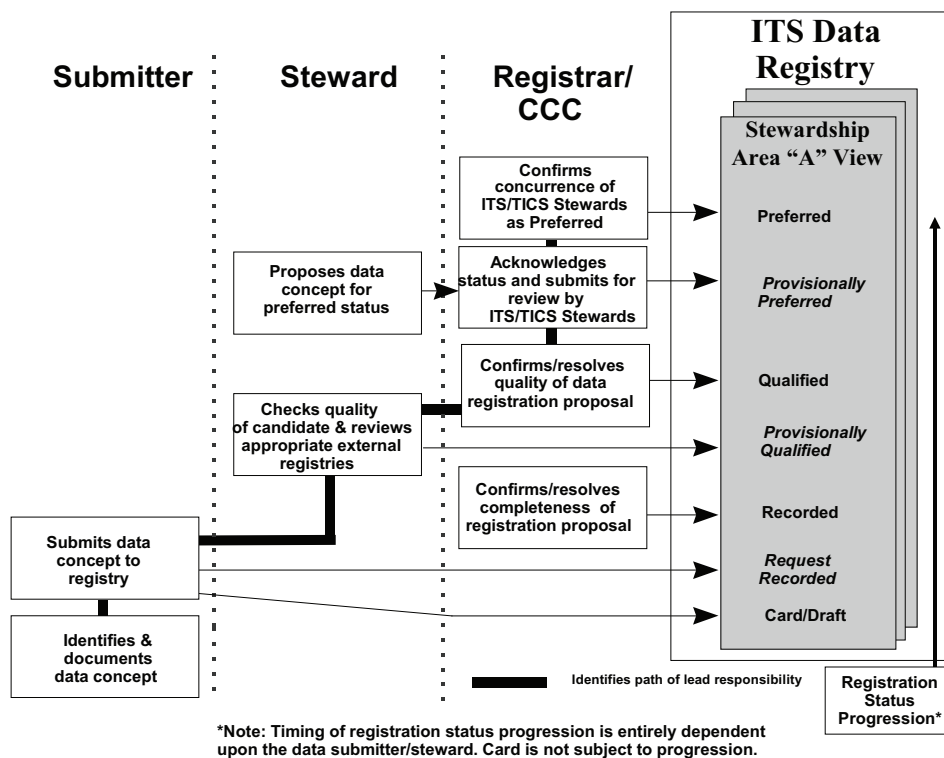 Submitter
Steward
Registrar/
CCC
ITS Data
Registry
Stewardship
Area “A” View
Confirms
concurrence of
ITS/TICS Stewards
as Preferred
Preferred
Proposes data
concept for
preferred status
Acknowledges
status and submits for
review by
ITS/TICS Stewards
Provisionally
Preferred
Confirms/resolves
quality of data
registration proposal
Qualified
Checks quality
of candidate & reviews
appropriate external
registries
Provisionally
Qualified
Confirms/resolves
completeness of
registration proposal
Recorded
Submits data
concept to
registry
Request
Recorded
Card/Draft
Identifies &
documents
data concept
Identifies path of lead responsibility
Registration
Status
Progression*
*Note: Timing of registration status progression is entirely dependent
upon the data submitter/steward. Card is not subject to progression.